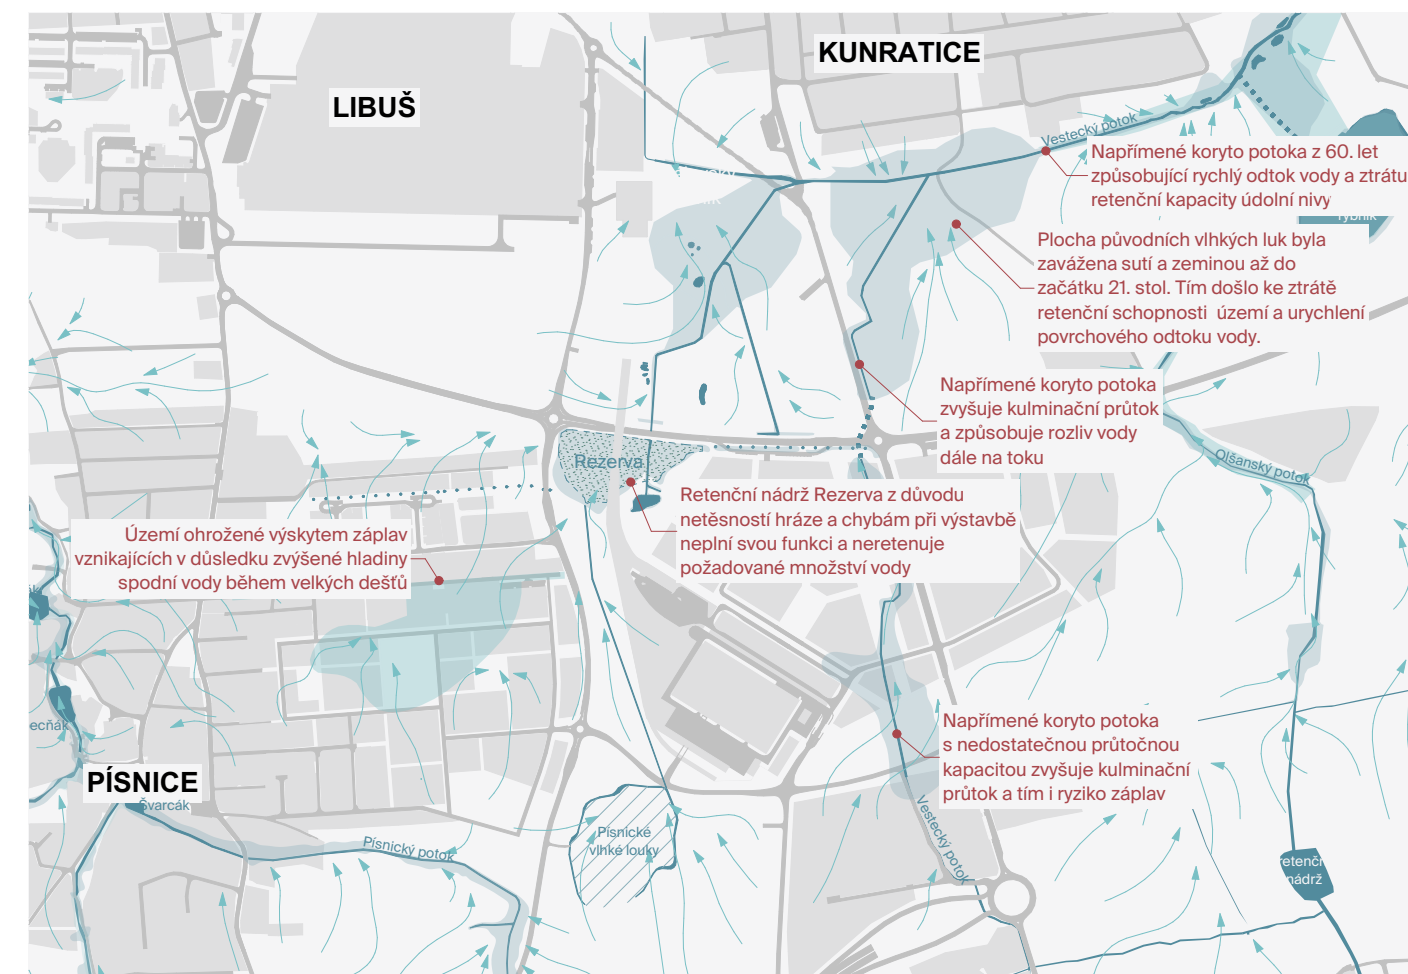 KUNRATICE
LIBUŠ
Vestecký potok
Napřímené koryto potoka z 60. let
způsobující rychlý odtok vody a ztrátu
retenční kapacity údolní nivy
rybník
Plocha původních vlhkých luk byla
zavážena sutí a zeminou až do
začátku 21. stol. Tím došlo ke ztrátě
retenční schopnosti území a urychlení
povrchového odtoku vody.
Napřímené koryto potoka
zvyšuje kulminační průtok
a způsobuje rozliv vody
dále na toku
Olšanský potok
Rezerva
Retenční nádrž Rezerva z důvodu
netěsností hráze a chybám při výstavbě
neplní svou funkci a neretenuje
požadované množství vody
Území ohrožené výskytem záplav
vznikajících v důsledku zvýšené hladiny
spodní vody během velkých dešťů
ecňák
Napřímené koryto potoka
s nedostatečnou průtočnou
kapacitou zvyšuje kulminační
průtok a tím i ryziko záplav
PÍSNICE
Švarcák
Písnický potok
Písnické
vlhké louky
Vestecký potok
retenčn
nádrž